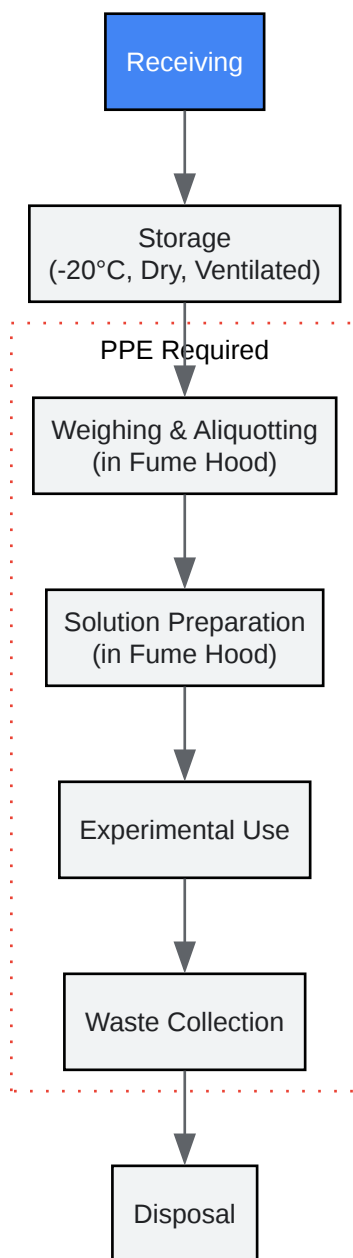 Receiving
Storage
(-20°C, Dry, Ventilated)
PPE Required
Weighing & Aliquotting
(in Fume Hood)
Solution Preparation
(in Fume Hood)
Experimental Use
Waste Collection
Disposal